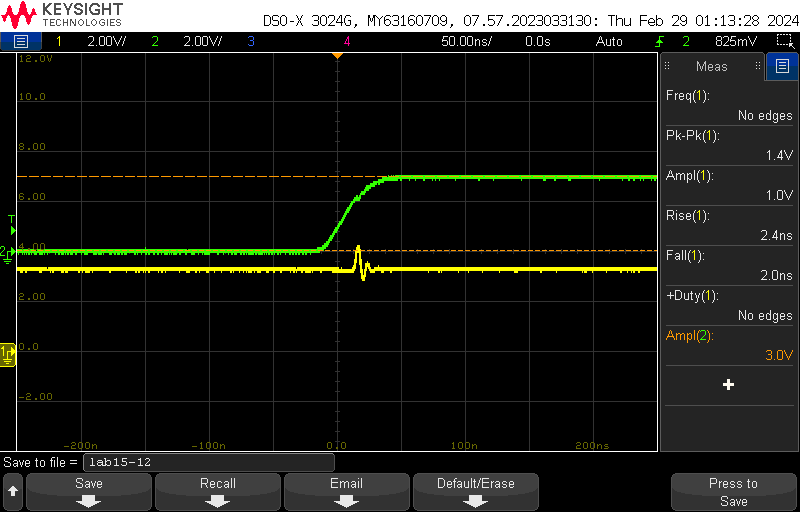 KEYSIGHT
TECHNOLOGIES
DSO-X 3024G, MY63160709, 07.57.2023033130: Thu Feb 29 01:13:28 2024
1 2.00V/ 2 2.00V/ 3 4 50.00ns/ 0.0s Auto 2 825mV
12.0V
10.0
8.00
6.00
T
4.00
2
2.00
1
0.0
-2.00
-200n -100n 0.0 100n 200ns
Meas
Freq(1):
No edges
Pk-Pk(1):
1.4V
Ampl(1):
1.0V
Rise(1):
2.4ns
Fall(1):
2.0ns
+Duty(1):
No edges
Ampl(2):
3.0V
+
Save to file = lab15-12
Save Recall Email Default/Erase Press to
Save